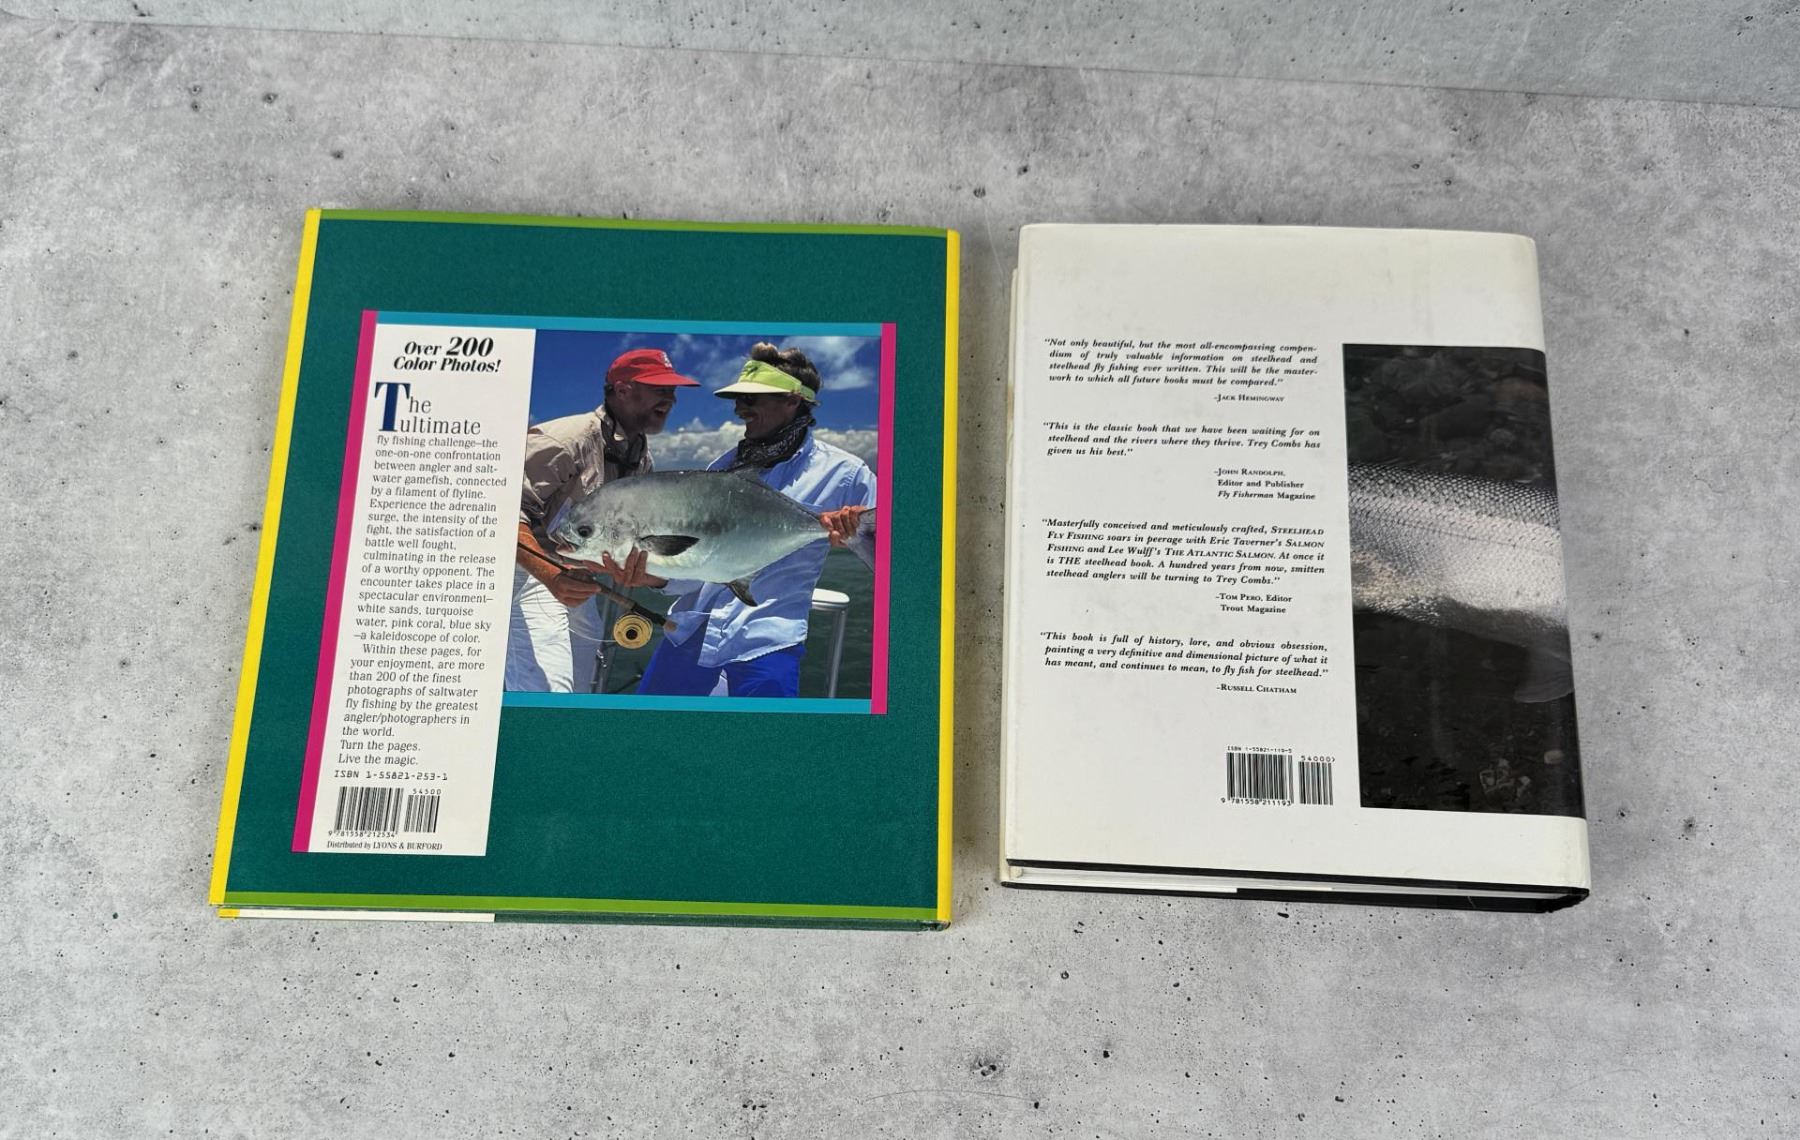 Over 200
Color Photos!
The
ultimate
fly fishing challenge—the
one-on-one confrontation
between angler and salt-
water gamefish, connected
by a filament of flyline.
Experience the adrenalin
surge, the intensity of the
fight, the satisfaction of a
battle well fought,
culminating in the release
of a worthy opponent. The
encounter takes place in a
spectacular environment—
white sands, turquoise
water, pink coral, blue sky
—a kaleidoscope of color.
Within these pages, for
your enjoyment, are more
than 200 of the finest
photographs of saltwater
fly fishing by the greatest
angler/photographers in
the world.
Turn the pages.
Live the magic.
ISBN 1-55821-253-1
54500
9 781558 212534
Distributed by LYONS & BURFORD
"Not only beautiful, but the most all-encompassing compen-
dium of truly valuable information on steelhead and
steelhead fly fishing ever written. This will be the master-
work to which all future books must be compared."
–JACK HEMINGWAY
"This is the classic book that we have been waiting for on
steelhead and the rivers where they thrive. Trey Combs has
given us his best."
–JOHN RANDOLPH,
Editor and Publisher
Fly Fisherman Magazine
"Masterfully conceived and meticulously crafted, STEELHEAD
FLY FISHING soars in peerage with Eric Taverner's SALMON
FISHING and Lee Wulff's THE ATLANTIC SALMON. At once it
is THE steelhead book. A hundred years from now, smitten
steelhead anglers will be turning to Trey Combs."
–TOM PERO, Editor
Trout Magazine
"This book is full of history, lore, and obvious obsession,
painting a very definitive and dimensional picture of what it
has meant, and continues to mean, to fly fish for steelhead."
–RUSSELL CHATHAM
ISBN 1-55821-119-5
54000>
9 781558 211193